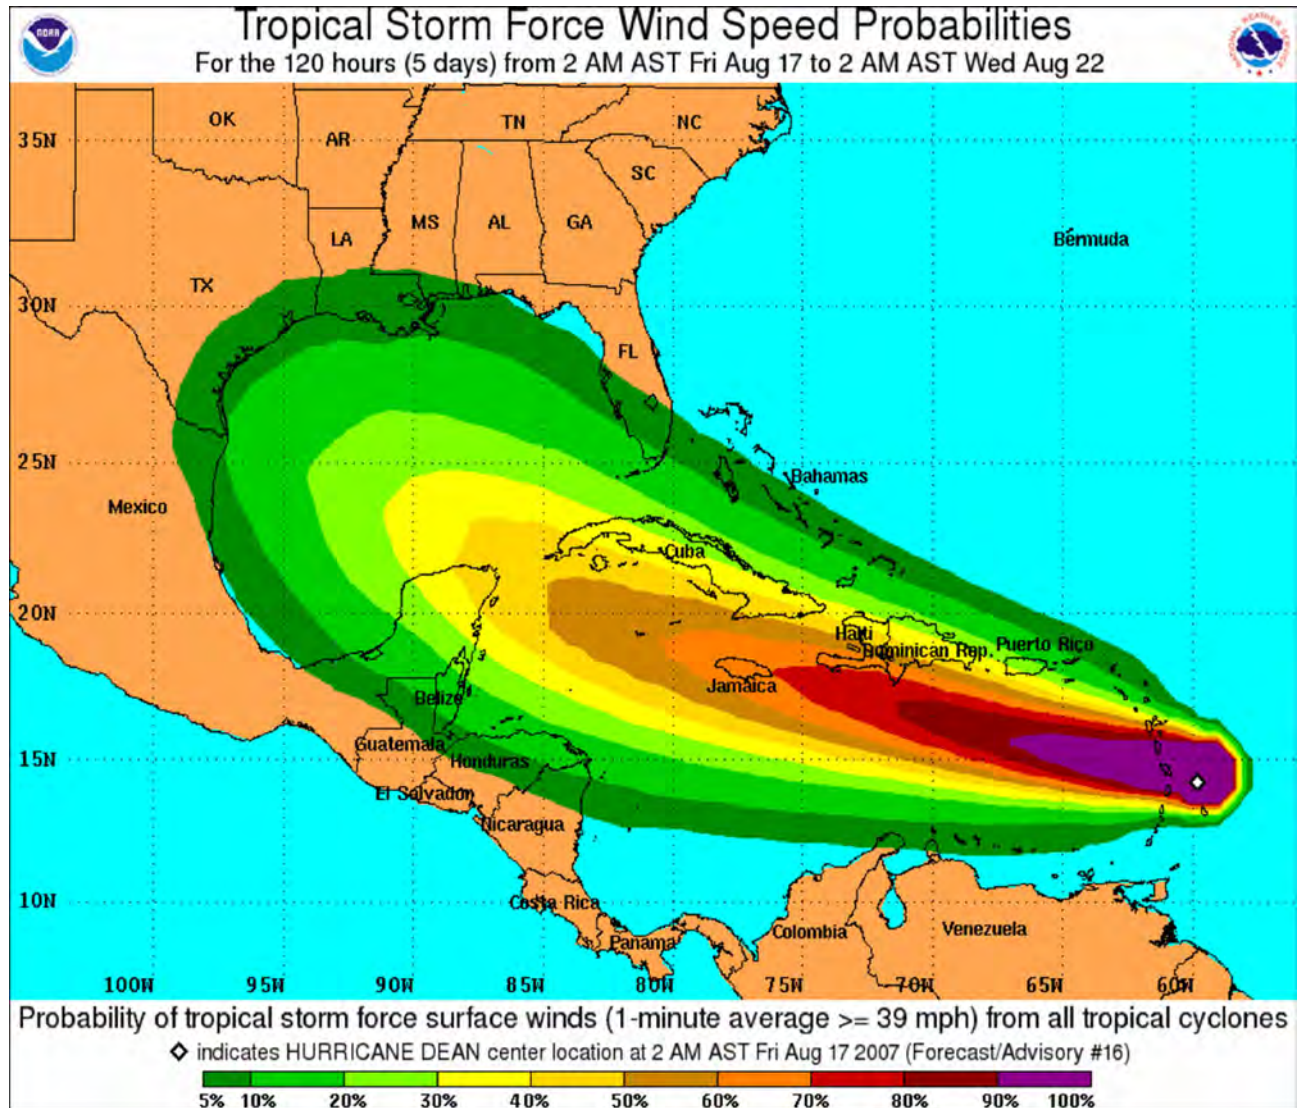 Tropical Storm Force Wind Speed Probabilities
For the 120 hours (5 days) from 2 AM AST Fri Aug 17 to 2 AM AST Wed Aug 22
NOAA
OK
TN
NC
AR
35N
SC
MS
AL
GA
LA
Bermuda
TX
30N
FL
25N
Bahamas
Mexico
Cuba
20N
Haiti
Dominican Rep.
Puerto Rico
Jamaica
Belize
Guatemala
15N
Honduras
El Salvador
Nicaragua
10N
Costa Rica
Panama
Colombia
Venezuela
100W 95W 90W 85W 80W 75W 70W 65W 60W
Probability of tropical storm force surface winds (1-minute average >= 39 mph) from all tropical cyclones
indicates HURRICANE DEAN center location at 2 AM AST Fri Aug 17 2007 (Forecast/Advisory #16)
5% 10% 20% 30% 40% 50% 60% 70% 80% 90% 100%